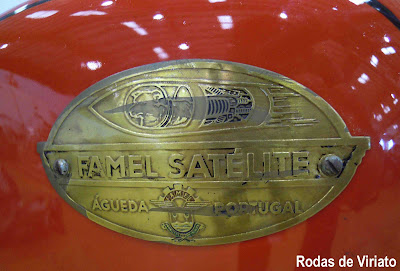 FAMEL SATÉLITE
ÁGUEDA PORTUGAL
Rodas de Viriato